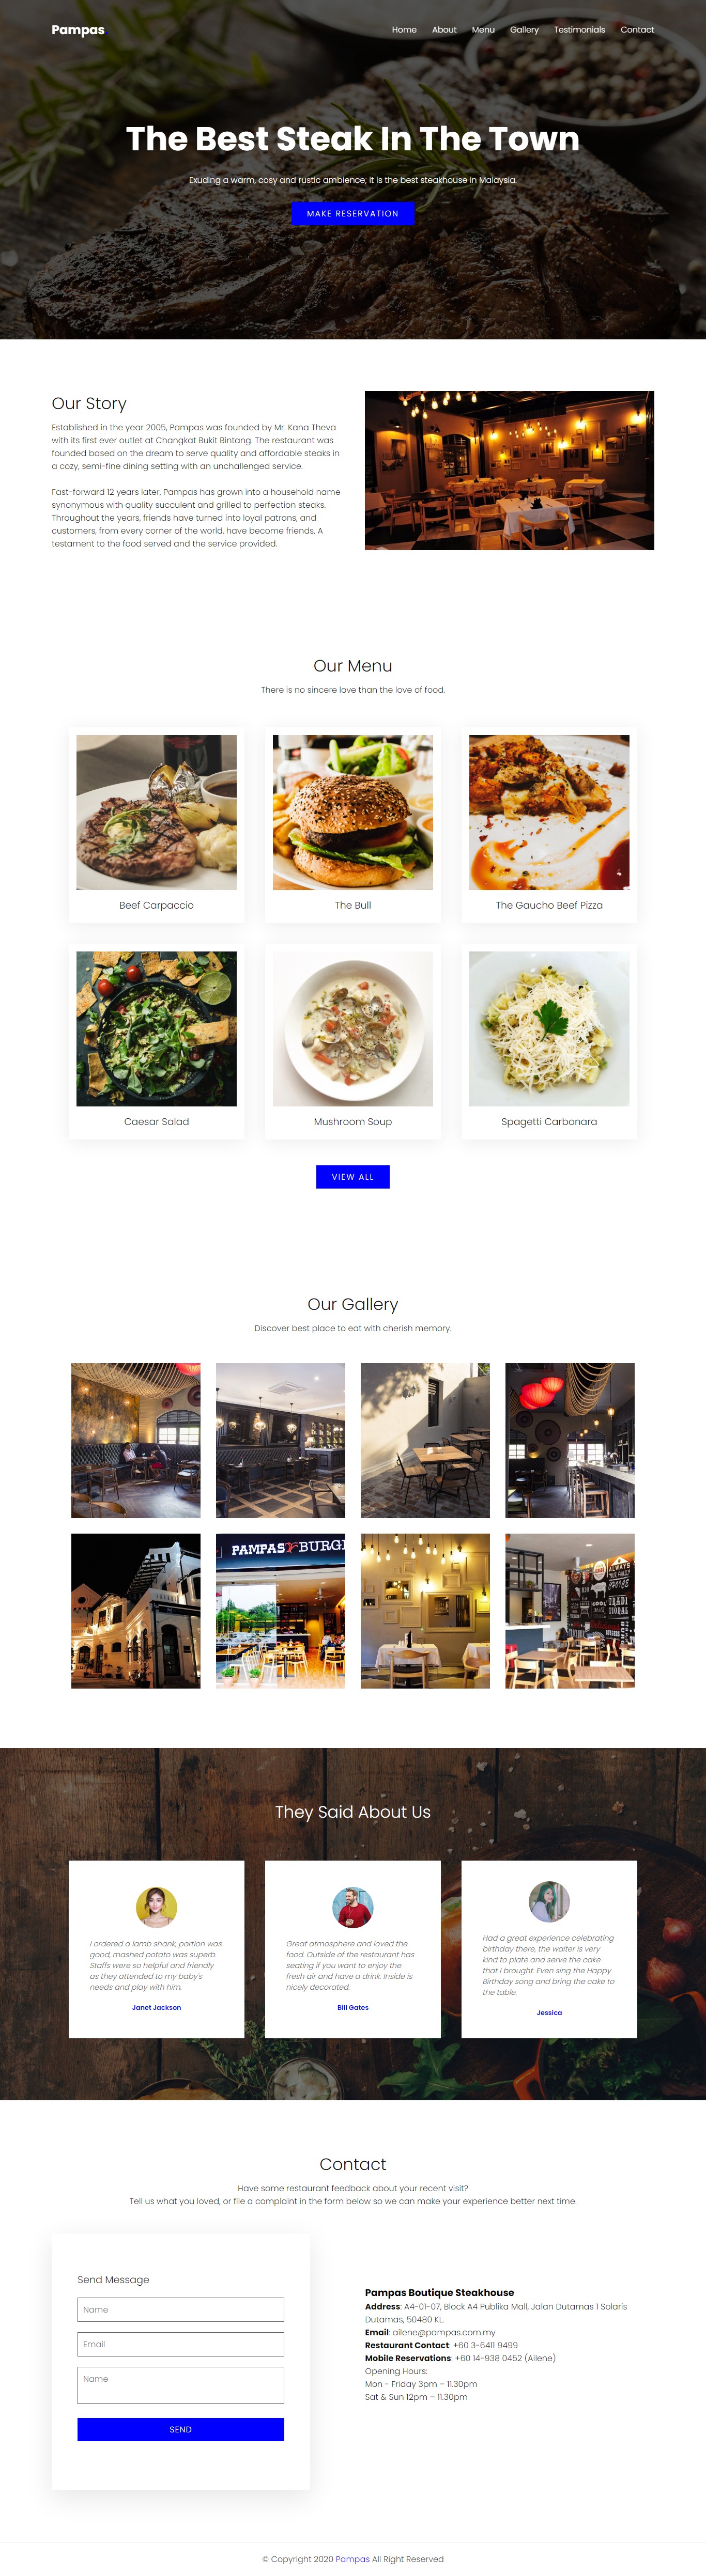 Pampas.
Home About Menu Gallery Testimonials Contact
The Best Steak In The Town
Exuding a warm, cosy and rustic ambience; it is the best steakhouse in Malaysia.
MAKE RESERVATION
Our Story
Established in the year 2005, Pampas was founded by Mr. Kana Theva
with its first ever outlet at Changkat Bukit Bintang. The restaurant was
founded based on the dream to serve quality and affordable steaks in
a cozy, semi-fine dining setting with an unchallenged service.
Fast-forward 12 years later, Pampas has grown into a household name
synonymous with quality succulent and grilled to perfection steaks.
Throughout the years, friends have turned into loyal patrons, and
customers, from every corner of the world, have become friends. A
testament to the food served and the service provided.
Our Menu
There is no sincere love than the love of food.
Beef Carpaccio
The Bull
The Gaucho Beef Pizza
Caesar Salad
Mushroom Soup
Spagetti Carbonara
VIEW ALL
Our Gallery
Discover best place to eat with cherish memory.
PAMPAS BURG
ALWAYS
COOL
TRADI
TIONAL
They Said About Us
I ordered a lamb shank, portion was
good, mashed potato was superb.
Staffs were so helpful and friendly
as they attended to my baby's
needs and play with him.
Janet Jackson
Great atmosphere and loved the
food. Outside of the restaurant has
seating if you want to enjoy the
fresh air and have a drink. Inside is
nicely decorated.
Bill Gates
Had a great experience celebrating
birthday there, the waiter is very
kind to plate and serve the cake
that I brought. Even sing the Happy
Birthday song and bring the cake to
the table.
Jessica
Contact
Have some restaurant feedback about your recent visit?
Tell us what you loved, or file a complaint in the form below so we can make your experience better next time.
Send Message
Name
Email
Name
SEND
Pampas Boutique Steakhouse
Address: A4-01-07, Block A4 Publika Mall, Jalan Dutamas 1 Solaris
Dutamas, 50480 KL.
Email: ailene@pampas.com.my
Restaurant Contact: +60 3-6411 9499
Mobile Reservations: +60 14-938 0452 (Ailene)
Opening Hours:
Mon - Friday 3pm – 11.30pm
Sat & Sun 12pm – 11.30pm
© Copyright 2020 Pampas All Right Reserved